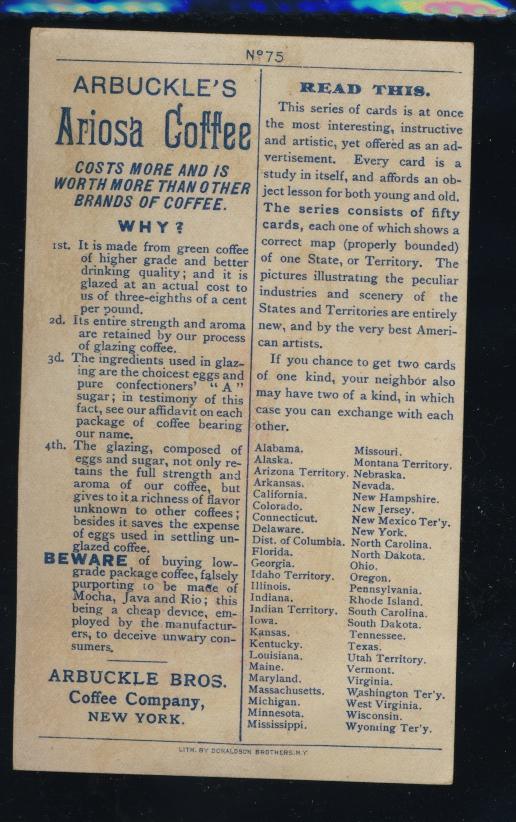 Nº 75
ARBUCKLE'S
Ariosa Coffee
COSTS MORE AND IS
WORTH MORE THAN OTHER
BRANDS OF COFFEE.
WHY?
1st. It is made from green coffee
of higher grade and better
drinking quality; and it is
glazed at an actual cost to
us of three-eighths of a cent
per pound.
2d. Its entire strength and aroma
are retained by our process
of glazing coffee.
3d. The ingredients used in glaz-
ing are the choicest eggs and
pure confectioners' "A"
sugar; in testimony of this
fact, see our affidavit on each
package of coffee bearing
our name.
4th. The glazing, composed of
eggs and sugar, not only re-
tains the full strength and
aroma of our coffee, but
gives to it a richness of flavor
unknown to other coffees;
besides it saves the expense
of eggs used in settling un-
glazed coffee.
BEWARE of buying low-
grade package coffee, falsely
purporting to be made of
Mocha, Java and Rio; this
being a cheap device, em-
ployed by the manufactur-
ers, to deceive unwary con-
sumers.
ARBUCKLE BROS.
Coffee Company,
NEW YORK.
READ THIS.
This series of cards is at once
the most interesting, instructive
and artistic, yet offered as an ad-
vertisement. Every card is a
study in itself, and affords an ob-
ject lesson for both young and old.
The series consists of fifty
cards, each one of which shows a
correct map (properly bounded)
of one State, or Territory. The
pictures illustrating the peculiar
industries and scenery of the
States and Territories are entirely
new, and by the very best Ameri-
can artists.
If you chance to get two cards
of one kind, your neighbor also
may have two of a kind, in which
case you can exchange with each
other.
Alabama.
Alaska.
Arizona Territory.
Arkansas.
California.
Colorado.
Connecticut.
Delaware.
Dist. of Columbia.
Florida.
Georgia.
Idaho Territory.
Illinois.
Indiana.
Indian Territory.
Iowa.
Kansas.
Kentucky.
Louisiana.
Maine.
Maryland.
Massachusetts.
Michigan.
Minnesota.
Mississippi.
Missouri.
Montana Territory.
Nebraska.
Nevada.
New Hampshire.
New Jersey.
New Mexico Ter'y.
New York.
North Carolina.
North Dakota.
Ohio.
Oregon.
Pennsylvania.
Rhode Island.
South Carolina.
South Dakota.
Tennessee.
Texas.
Utah Territory.
Vermont.
Virginia.
Washington Ter'y.
West Virginia.
Wisconsin.
Wyoming Ter'y.
LITH. BY DONALDSON BROTHERS. N.Y.